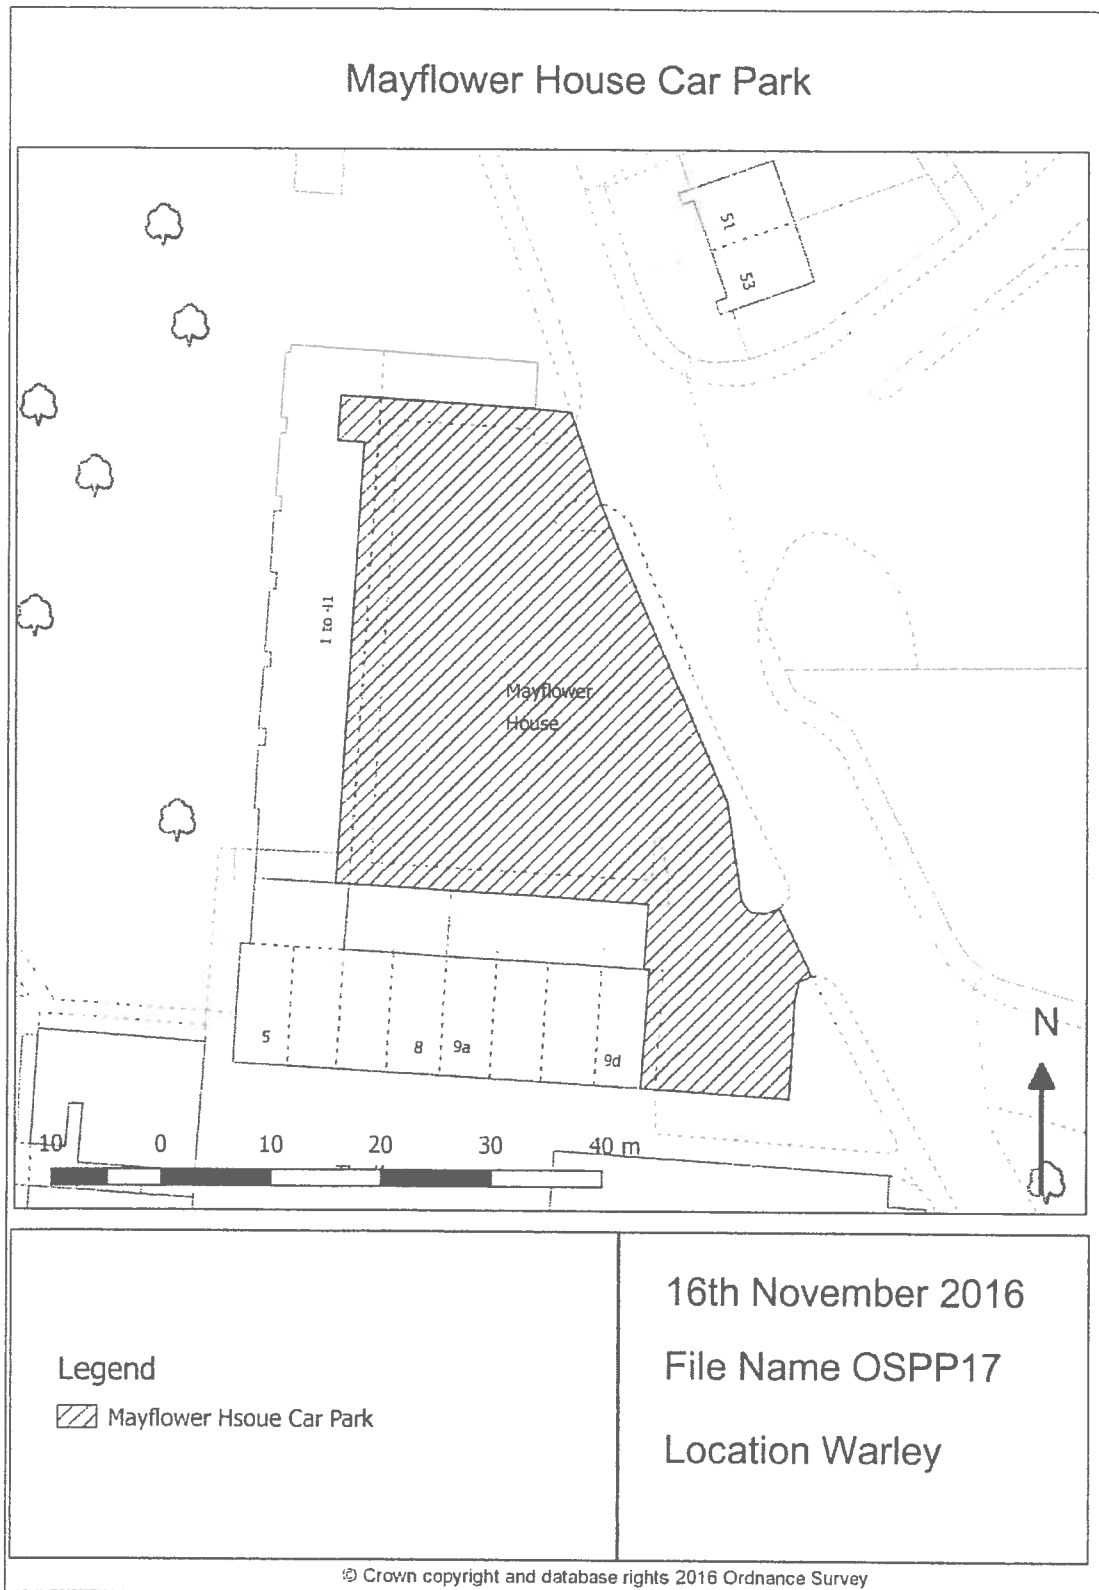 Mayflower House Car Park
51
53
1 to 41
Mayflower
House
5
8
9a
9d
N
10 0 10 20 30 40 m
Legend
Mayflower Hsoue Car Park
16th November 2016
File Name OSPP17
Location Warley
© Crown copyright and database rights 2016 Ordnance Survey